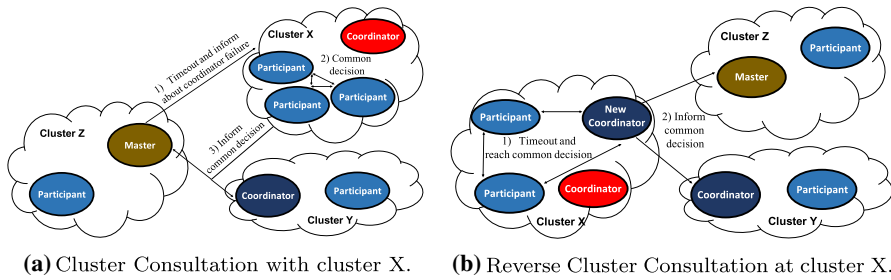 Cluster X
Coordinator
Participant
2) Common
decision
Participant
Participant
1) Timeout and inform
about coordinator failure
Cluster Z
Master
Participant
3) Inform
common decision
Coordinator
Participant
Cluster Y
(a) Cluster Consultation with cluster X.
Cluster Z
Participant
Master
Participant
New
Coordinator
1) Timeout and
reach common decision
2) Inform
common
decision
Participant
Coordinator
Cluster X
Coordinator
Participant
Cluster Y
(b) Reverse Cluster Consultation at cluster X.